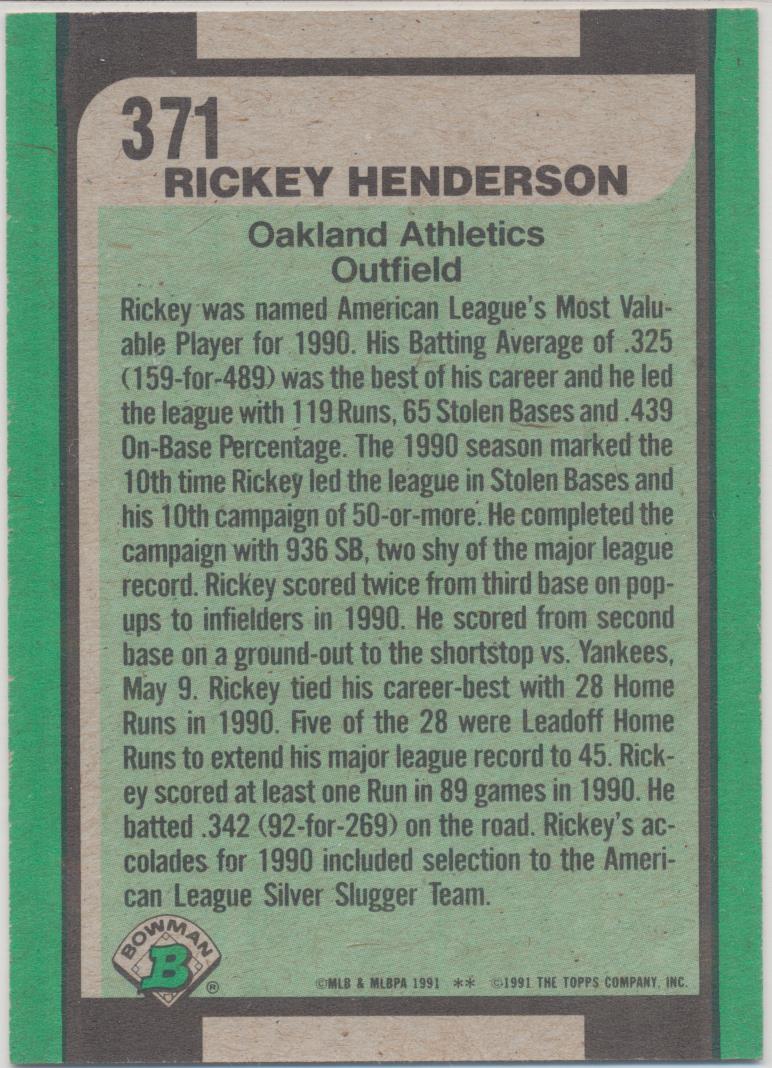 371
RICKEY HENDERSON
Oakland Athletics
Outfield
Rickey was named American League's Most Valu-
able Player for 1990. His Batting Average of .325
(159-for-489) was the best of his career and he led
the league with 119 Runs, 65 Stolen Bases and .439
On-Base Percentage. The 1990 season marked the
10th time Rickey led the league in Stolen Bases and
his 10th campaign of 50-or-more. He completed the
campaign with 936 SB, two shy of the major league
record. Rickey scored twice from third base on pop-
ups to infielders in 1990. He scored from second
base on a ground-out to the shortstop vs. Yankees,
May 9. Rickey tied his career-best with 28 Home
Runs in 1990. Five of the 28 were Leadoff Home
Runs to extend his major league record to 45. Rick-
ey scored at least one Run in 89 games in 1990. He
batted .342 (92-for-269) on the road. Rickey's ac-
colades for 1990 included selection to the Ameri-
can League Silver Slugger Team.
BOWMAN
B ®
©MLB & MLBPA 1991 ** ©1991 THE TOPPS COMPANY, INC.